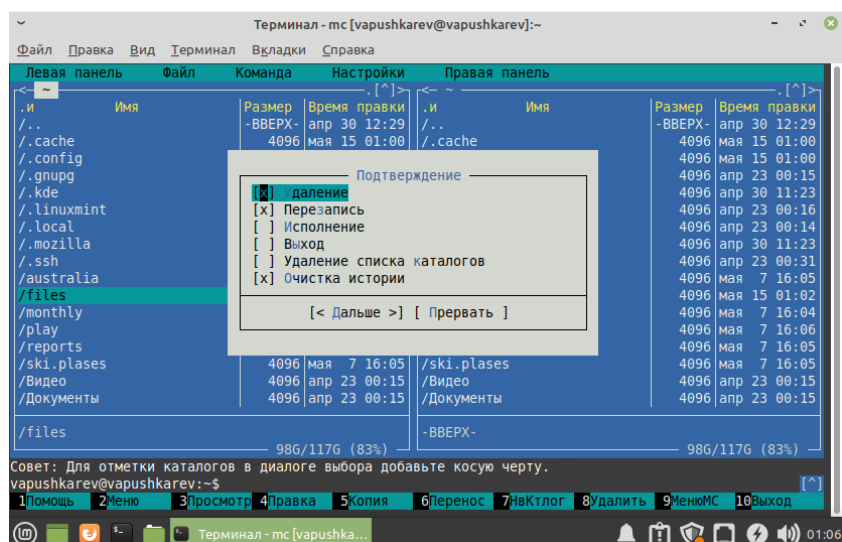 Терминал - mc [vapushkarev@vapushkarev]:~
Файл Правка Вид Терминал Вкладки Справка
Левая панель Файл Команда Настройки Правая панель
<- ~ .[^]> <- ~ .[^]>
.и Имя Размер Время правки .и Имя Размер Время правки
/.. -ВВЕРХ- апр 30 12:29 /.. -ВВЕРХ- апр 30 12:29
/.cache 4096 мая 15 01:00 /.cache 4096 мая 15 01:00
/.config 4096 мая 15 01:00
/.gnupg Подтверждение 4096 апр 23 00:15
/.kde [x] Удаление 4096 апр 30 11:23
/.linuxmint [x] Перезапись 4096 апр 23 00:16
/.local [ ] Исполнение 4096 апр 23 00:14
/.mozilla [ ] Выход 4096 апр 30 11:23
/.ssh [ ] Удаление списка каталогов 4096 апр 23 00:31
/australia [x] Очистка истории 4096 мая 7 16:05
/files 4096 мая 15 01:02
/monthly [< Дальше >] [ Прервать ] 4096 мая 7 16:04
/play 4096 мая 7 16:06
/reports 4096 мая 7 16:05
/ski.plases 4096 мая 7 16:05 /ski.plases 4096 мая 7 16:05
/Видео 4096 апр 23 00:15 /Видео 4096 апр 23 00:15
/Документы 4096 апр 23 00:15 /Документы 4096 апр 23 00:15
/files -ВВЕРХ-
98G/117G (83%) 98G/117G (83%)
Совет: Для отметки каталогов в диалоге выбора добавьте косую черту.
vapushkarev@vapushkarev:~$ [^]
1Помощь 2Меню 3Просмотр 4Правка 5Копия 6Перенос 7НвКтлог 8Удалить 9МенюМС 10Выход
Терминал - mc [vapushka... 01:06